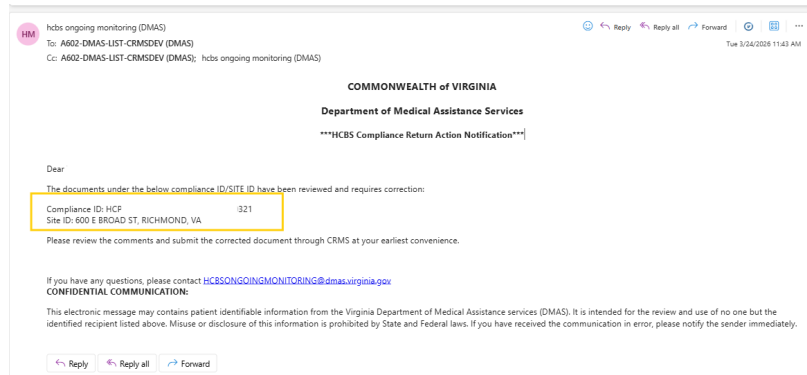 HM
hcbs ongoing monitoring (DMAS)
To: A602-DMAS-LIST-CRMSDEV (DMAS)
Cc: A602-DMAS-LIST-CRMSDEV (DMAS); hcbs ongoing monitoring (DMAS)
Reply Reply all Forward
Tue 3/24/2026 11:43 AM
COMMONWEALTH of VIRGINIA
Department of Medical Assistance Services
***HCBS Compliance Return Action Notification***
Dear
The documents under the below compliance ID/SITE ID have been reviewed and requires correction:
Compliance ID: HCF 321
Site ID: 600 E BROAD ST, RICHMOND, VA
Please review the comments and submit the corrected document through CRMS at your earliest convenience.
If you have any questions, please contact HCBSONGOINGMONITORING@dmas.virginia.gov
CONFIDENTIAL COMMUNICATION:
This electronic message may contains patient identifiable information from the Virginia Department of Medical Assistance services (DMAS). It is intended for the review and use of no one but the
identified recipient listed above. Misuse or disclosure of this information is prohibited by State and Federal laws. If you have received the communication in error, please notify the sender immediately.
Reply Reply all Forward